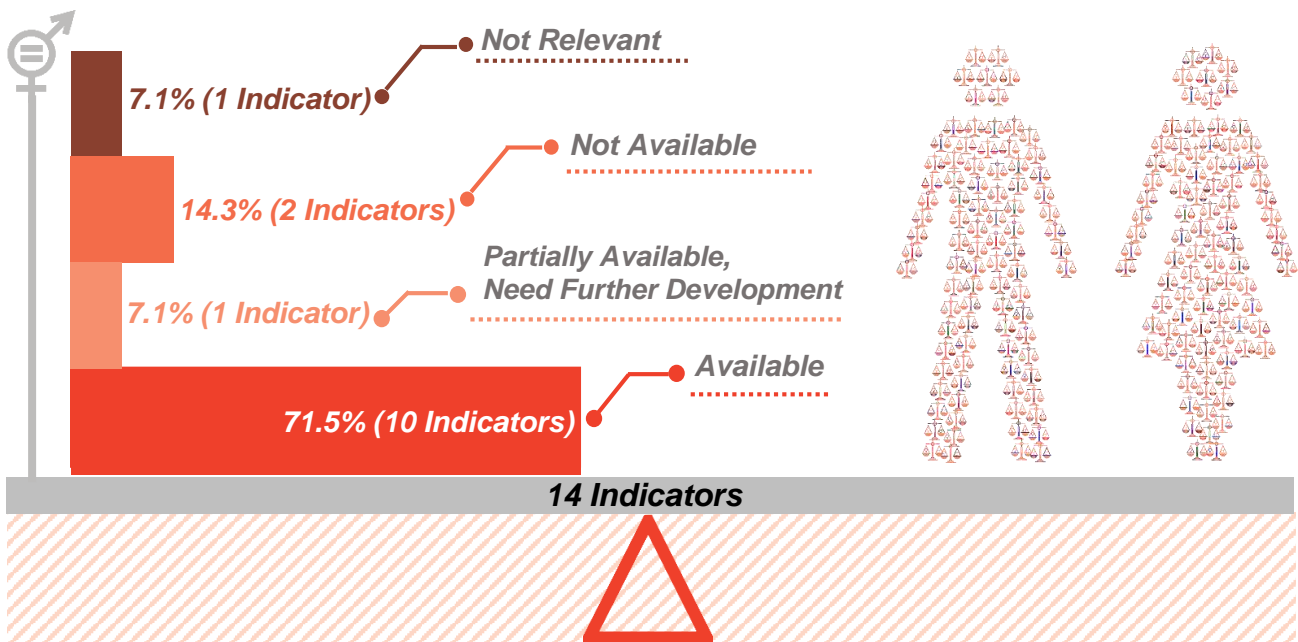 Not Relevant
7.1% (1 Indicator)
Not Available
14.3% (2 Indicators)
Partially Available,
Need Further Development
7.1% (1 Indicator)
Available
71.5% (10 Indicators)
14 Indicators